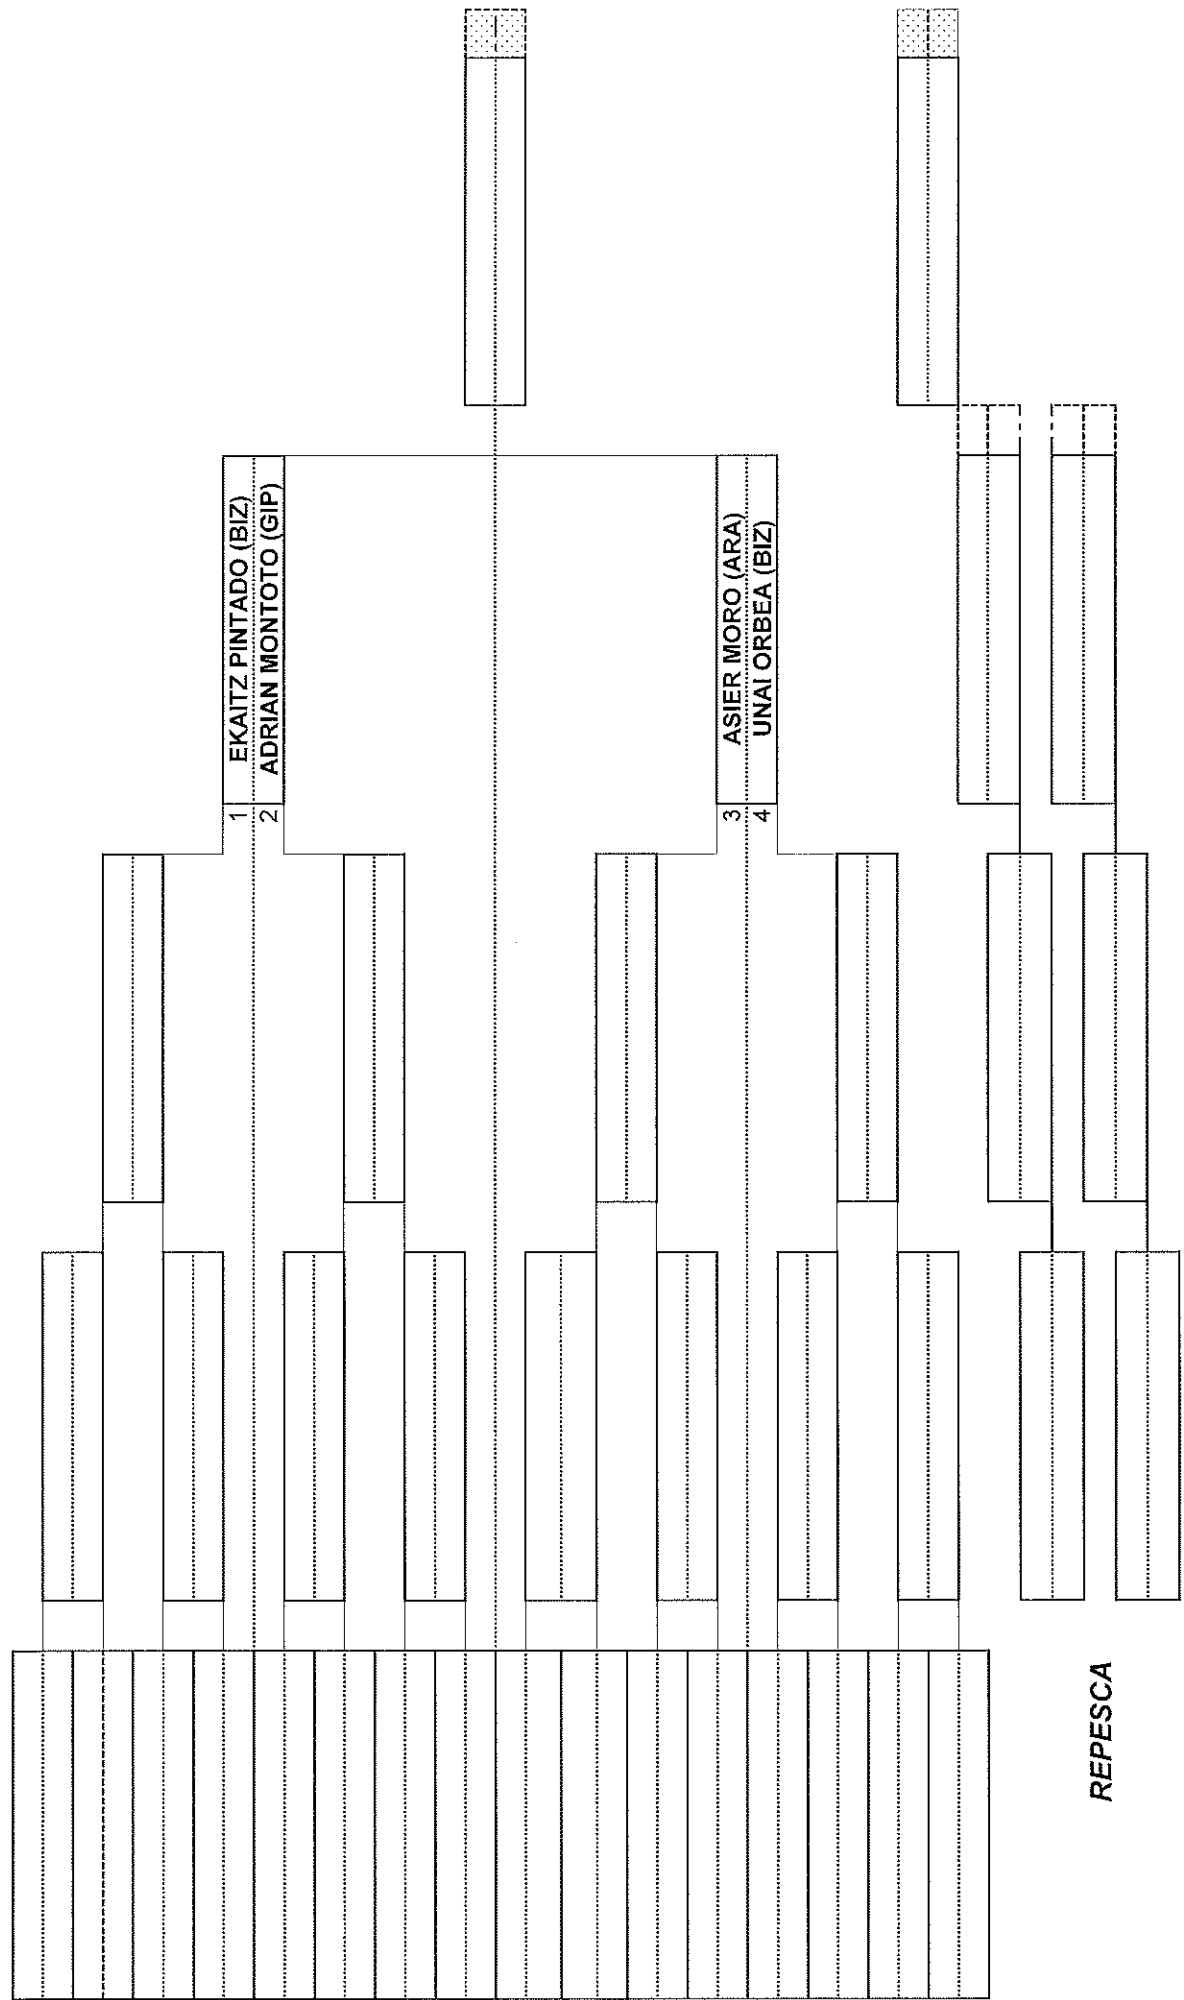 1 EKAITZ PINTADO (BIZ)
2 ADRIAN MONTOTO (GIP)
3 ASIER MORO (ARA)
4 UNAI ORBEA (BIZ)
REPESCA